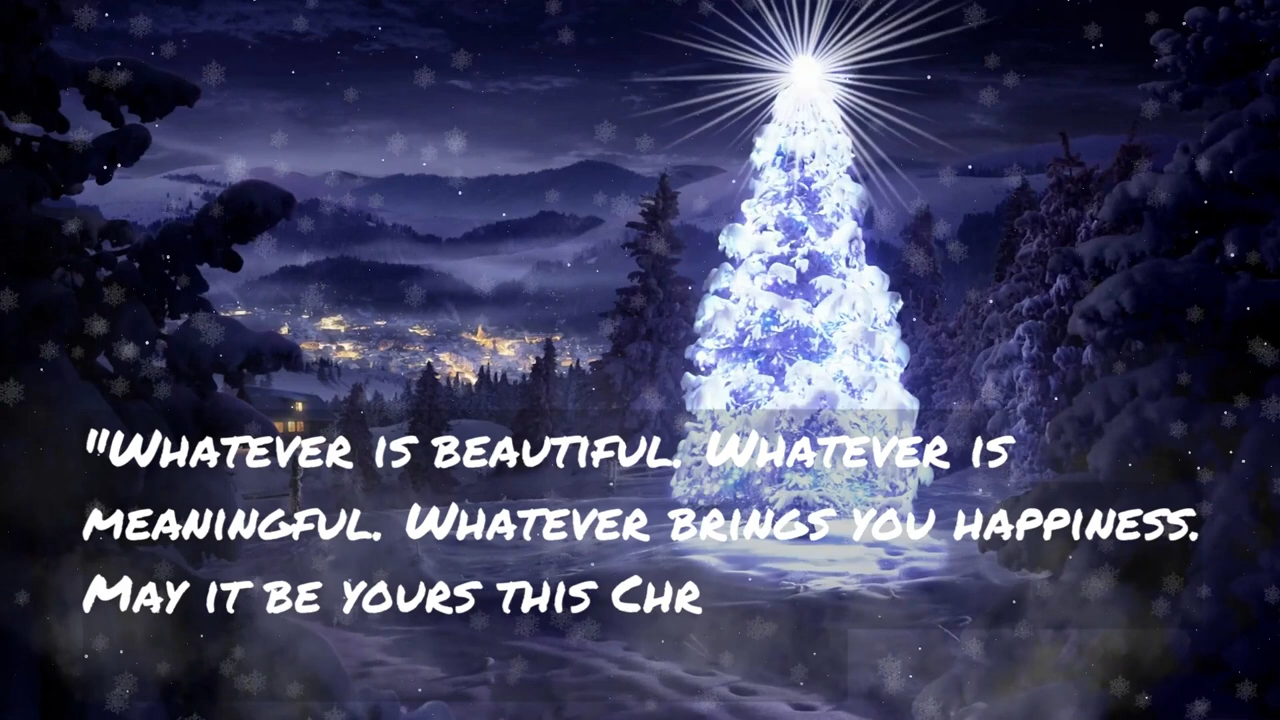 "Whatever is beautiful. Whatever is
meaningful. Whatever brings you happiness.
May it be yours this Chr